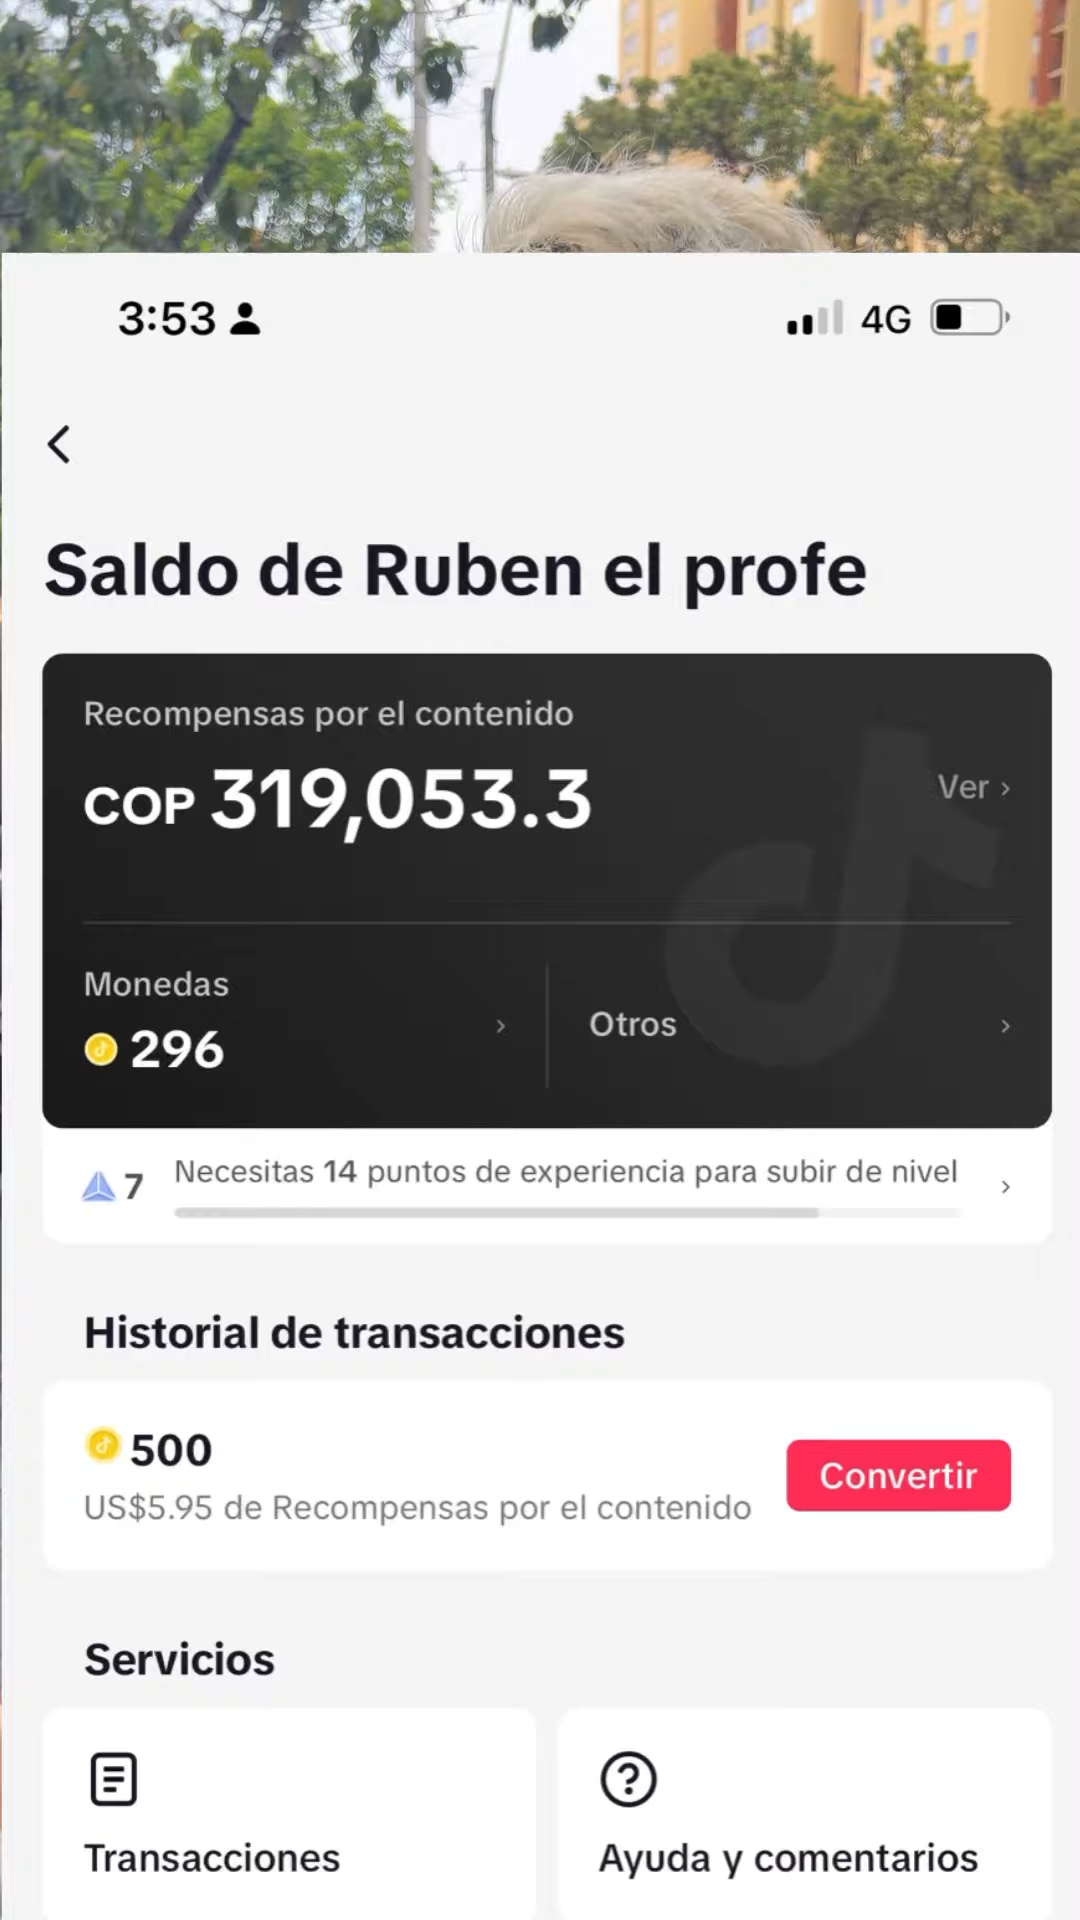 3:53 4G
Saldo de Ruben el profe
Recompensas por el contenido
COP 319,053.3
Ver
Monedas
296
Otros
7 Necesitas 14 puntos de experiencia para subir de nivel
Historial de transacciones
500
US$5.95 de Recompensas por el contenido
Convertir
Servicios
Transacciones
Ayuda y comentarios